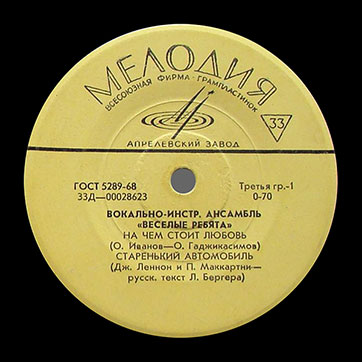 МЕЛОДИЯ
ВСЕСОЮЗНАЯ ФИРМА ГРАМПЛАСТИНОК
33
АПРЕЛЕВСКИЙ ЗАВОД
ГОСТ 5289-68
33Д—00028623
Третья гр.-1
0-70
ВОКАЛЬНО-ИНСТР. АНСАМБЛЬ
«ВЕСЕЛЫЕ РЕБЯТА»
НА ЧЕМ СТОИТ ЛЮБОВЬ
(О. Иванов—О. Гаджикасимов)
СТАРЕНЬКИЙ АВТОМОБИЛЬ
(Дж. Леннон и П. Маккартни—
русск. текст Л. Бергера)